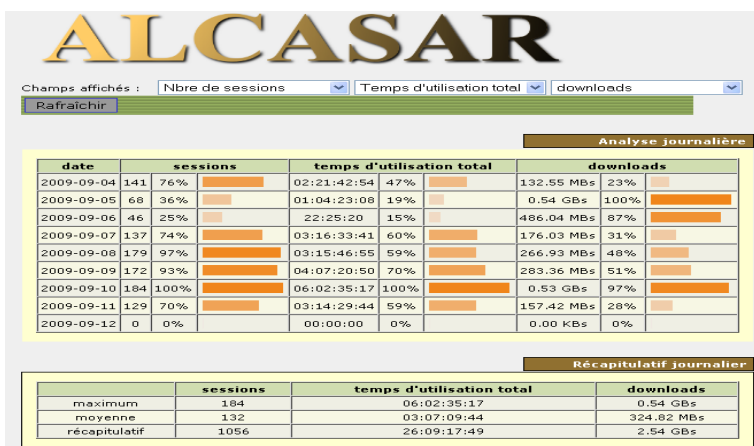 ALCASAR
Champs affichés : Nbre de sessions Temps d'utilisation total downloads
Rafraîchir
Analyse journalière
date sessions temps d'utilisation total downloads
2009-09-04 141 76% 02:21:42:54 47% 132.55 MBs 23%
2009-09-05 68 36% 01:04:23:08 19% 0.54 GBs 100%
2009-09-06 46 25% 22:25:20 15% 486.04 MBs 87%
2009-09-07 137 74% 03:16:33:41 60% 176.03 MBs 31%
2009-09-08 179 97% 03:15:46:55 59% 266.93 MBs 48%
2009-09-09 172 93% 04:07:20:50 70% 283.36 MBs 51%
2009-09-10 184 100% 06:02:35:17 100% 0.53 GBs 97%
2009-09-11 129 70% 03:14:29:44 59% 157.42 MBs 28%
2009-09-12 0 0% 00:00:00 0% 0.00 KBs 0%
Récapitulatif journalier
sessions temps d'utilisation total downloads
maximum 184 06:02:35:17 0.54 GBs
moyenne 132 03:07:09:44 324.82 MBs
récapitulatif 1056 26:09:17:49 2.54 GBs